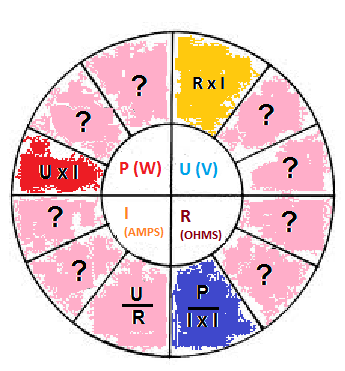 ?
R x I
?
?
U x I
P (W)
U (V)
?
?
I
(AMPS)
R
(OHMS)
?
?
?
U
R
P
I X I